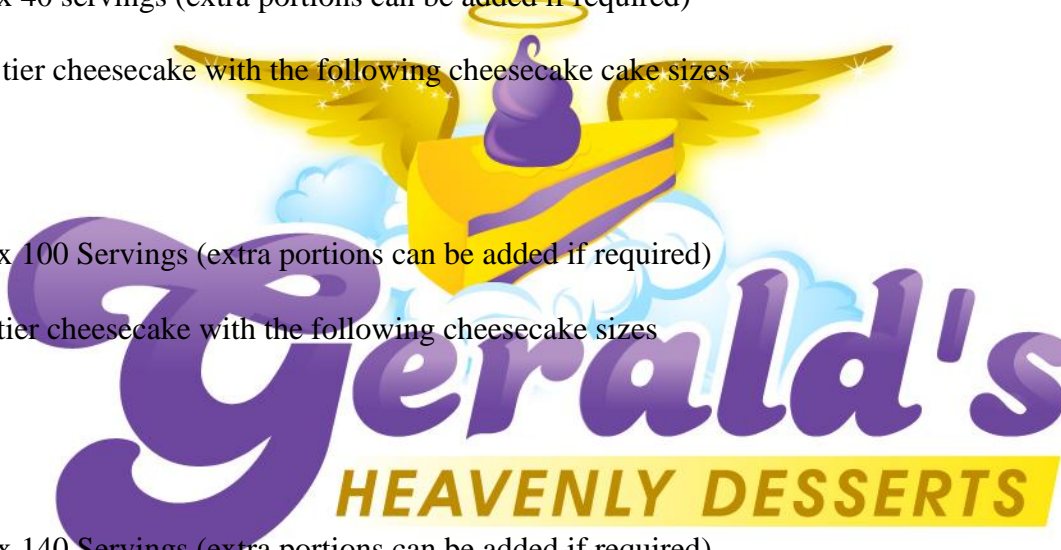 x 40 servings (extra portions can be added if required)
tier cheesecake with the following cheesecake cake sizes
x 100 Servings (extra portions can be added if required)
tier cheesecake with the following cheesecake sizes
Gerald's
HEAVENLY DESSERTS
x 140 Servings (extra portions can be added if required)